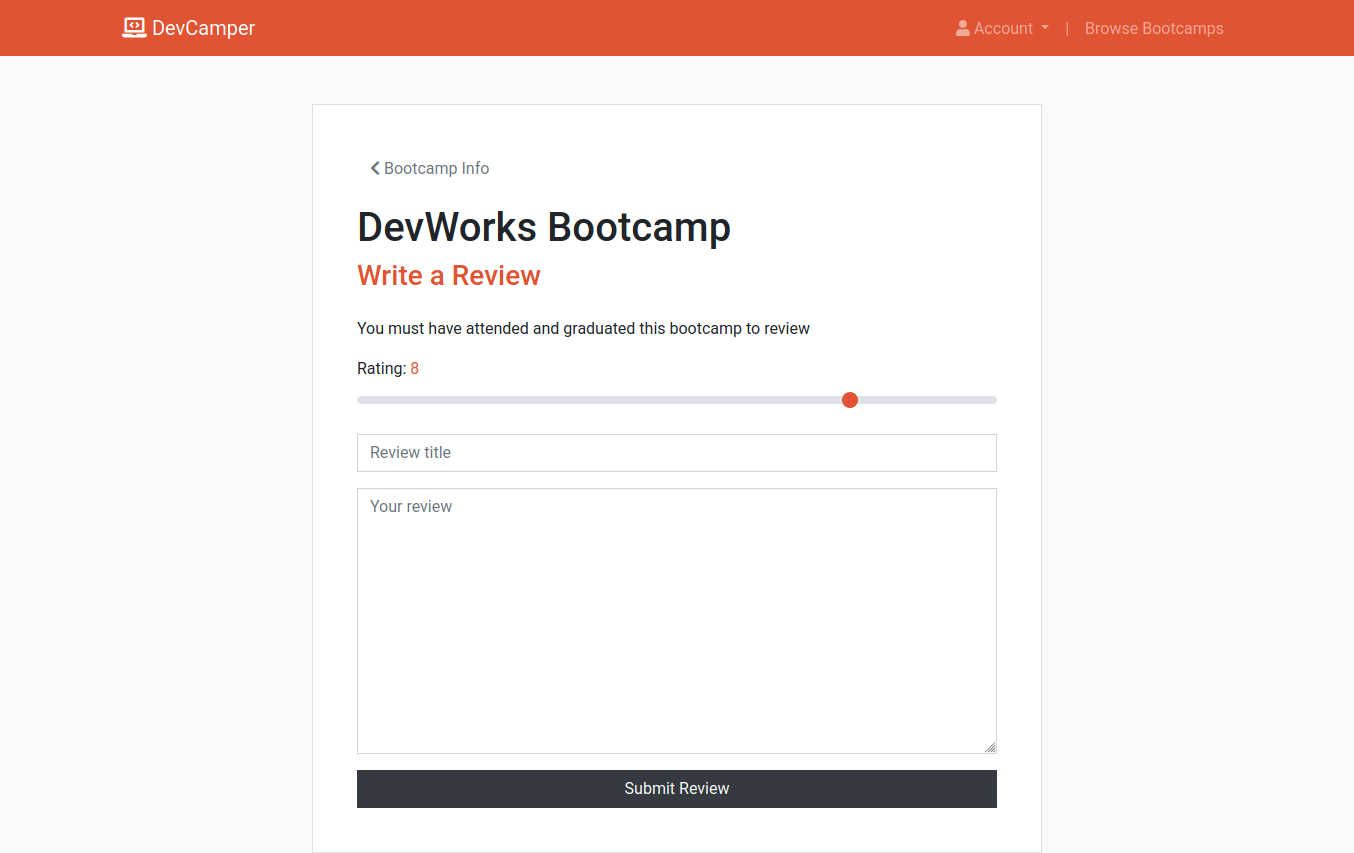 DevCamper
Account | Browse Bootcamps
Bootcamp Info
DevWorks Bootcamp
Write a Review
You must have attended and graduated this bootcamp to review
Rating: 8
Review title
Your review
Submit Review